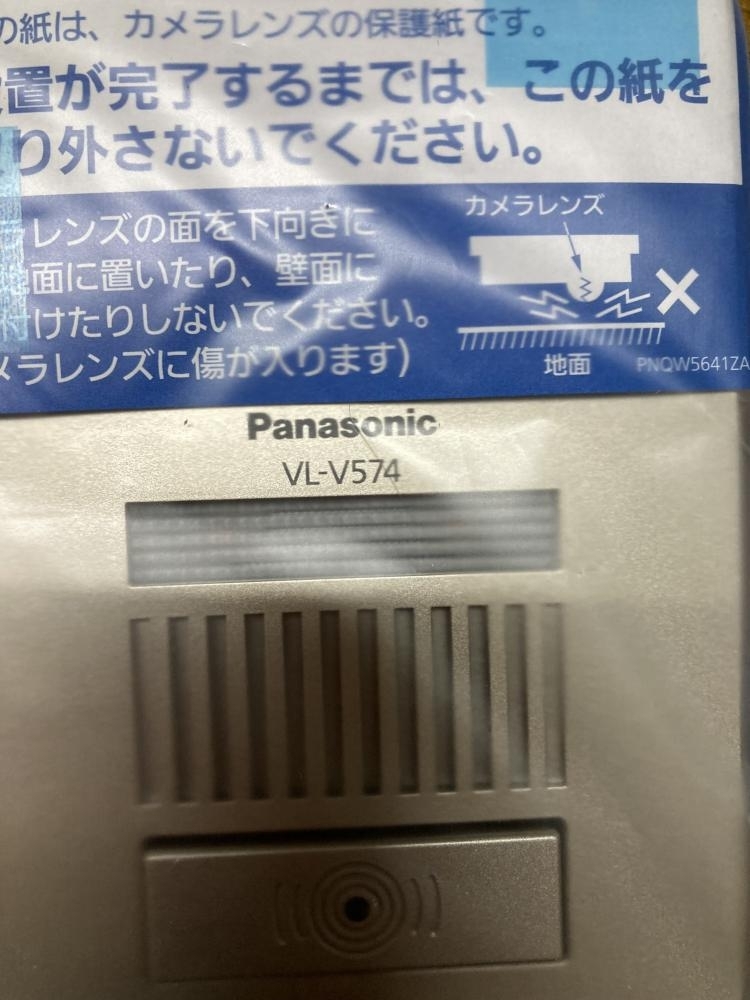 の紙は、カメラレンズの保護紙です。
置が完了するまでは、この紙を
り外さないでください。
レンズの面を下向きに
面に置いたり、壁面に
けたりしないでください。
メラレンズに傷が入ります)
カメラレンズ
地面
PNQW5641ZA
Panasonic
VL-V574